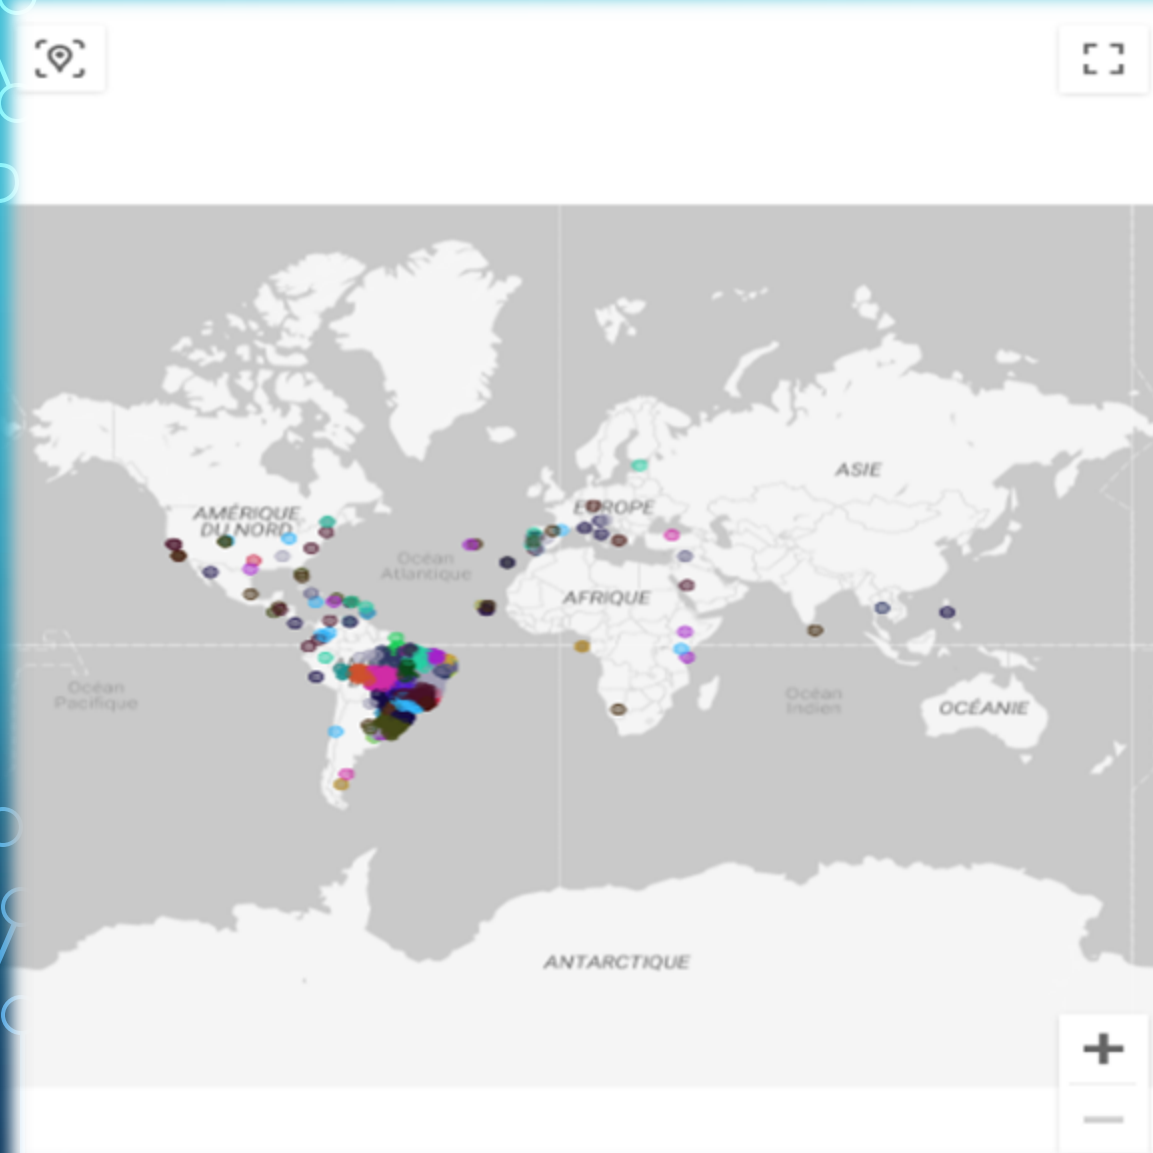 ASIE
AMÉRIQUE
DU NORD
EUROPE
Océan
Atlantique
AFRIQUE
Océan
Pacifique
Océan
Indien
OCÉANIE
ANTARCTIQUE